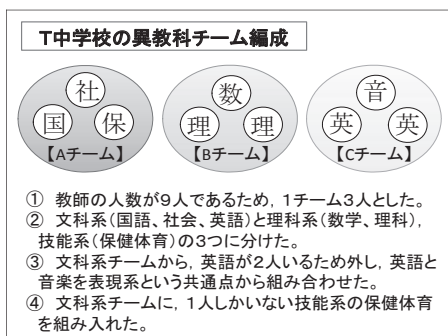 T中学校の異教科チーム編成
社
国 保
【Aチーム】
数
理 理
【Bチーム】
音
英 英
【Cチーム】
① 教師の人数が9人であるため，1チーム3人とした。
② 文科系(国語、社会、英語)と理科系(数学、理科)，
技能系(保健体育)の3つに分けた。
③ 文科系チームから，英語が2人いるため外し，英語と
音楽を表現系という共通点から組み合わせた。
④ 文科系チームに，1人しかいない技能系の保健体育
を組み入れた。